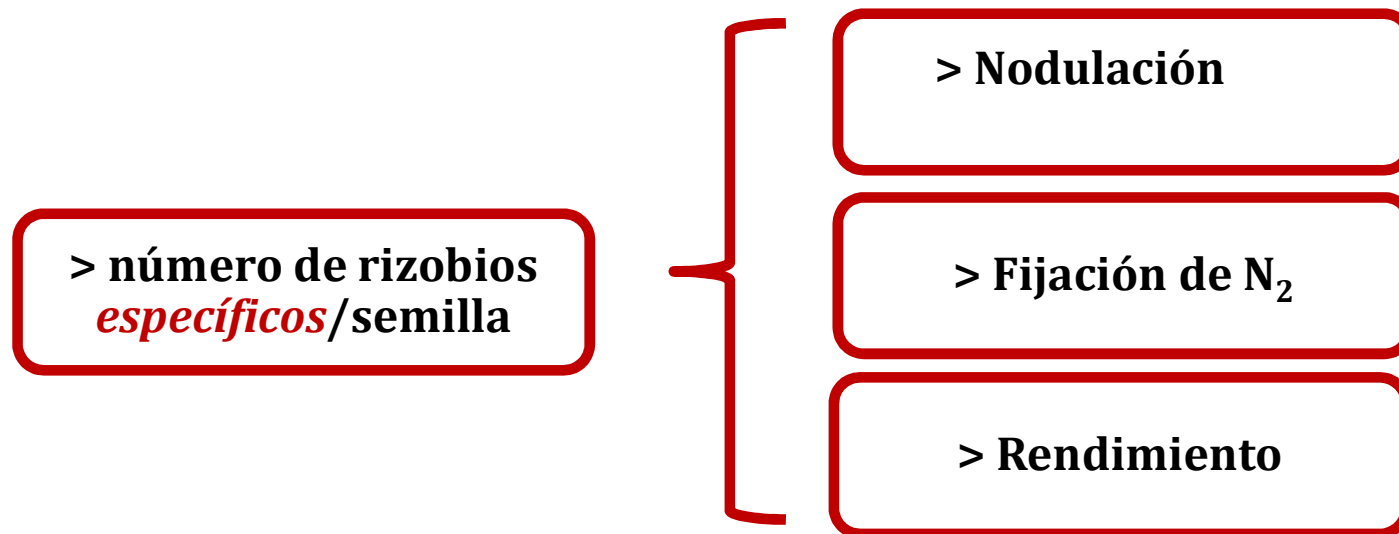 > número de rizobios
específicos/semilla
> Nodulación
> Fijación de N₂
> Rendimiento